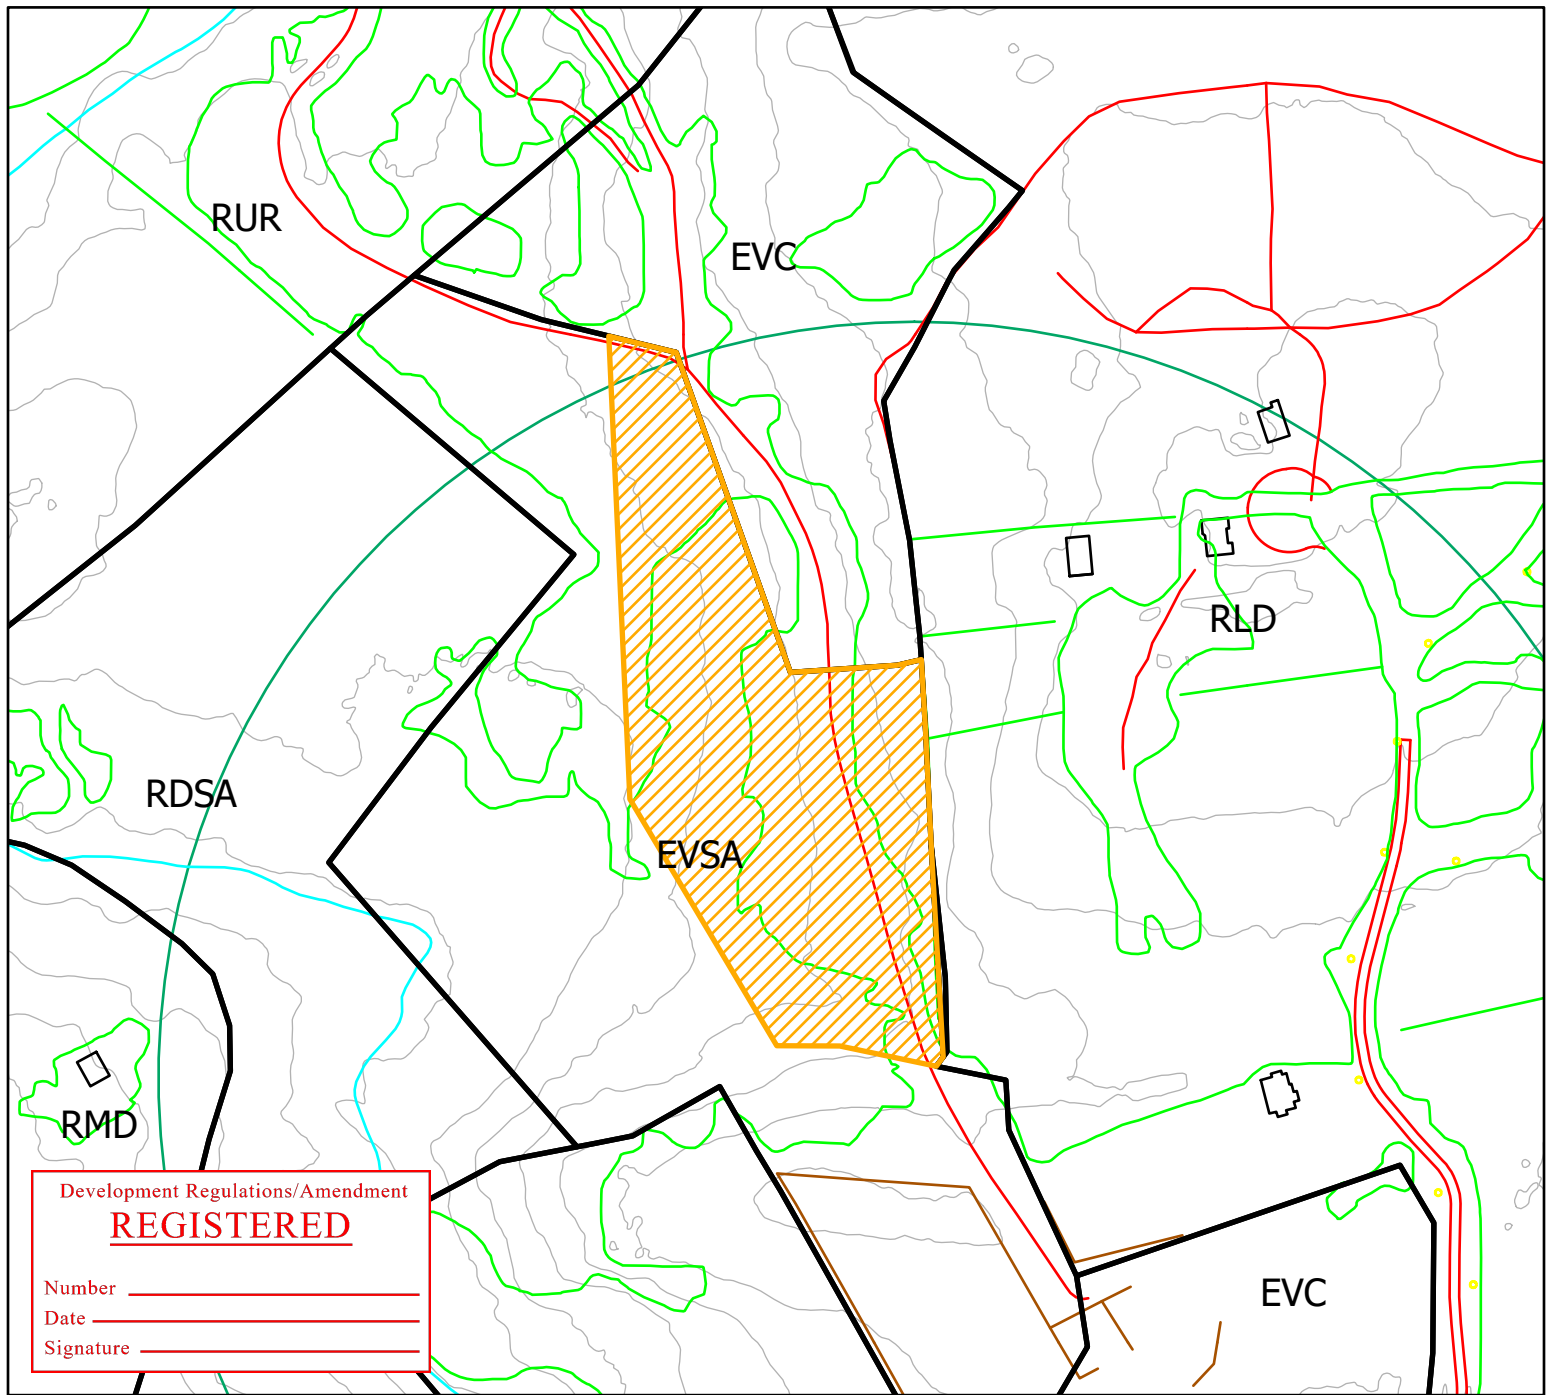 RUR
EVC
RLD
RDSA
EVSA
RMD
Development Regulations/Amendment
REGISTERED
Number
Date
Signature
EVC